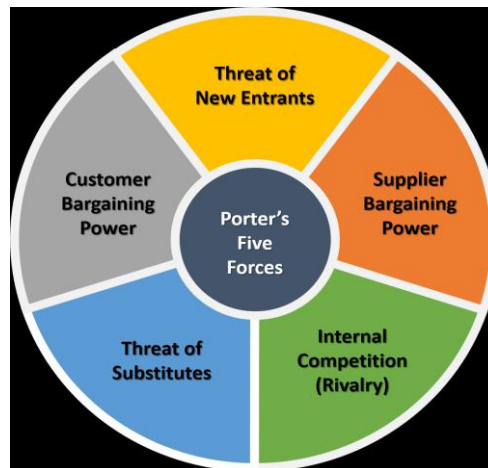 Threat of
New Entrants
Customer
Bargaining
Power
Supplier
Bargaining
Power
Porter's
Five
Forces
Threat of
Substitutes
Internal
Competition
(Rivalry)